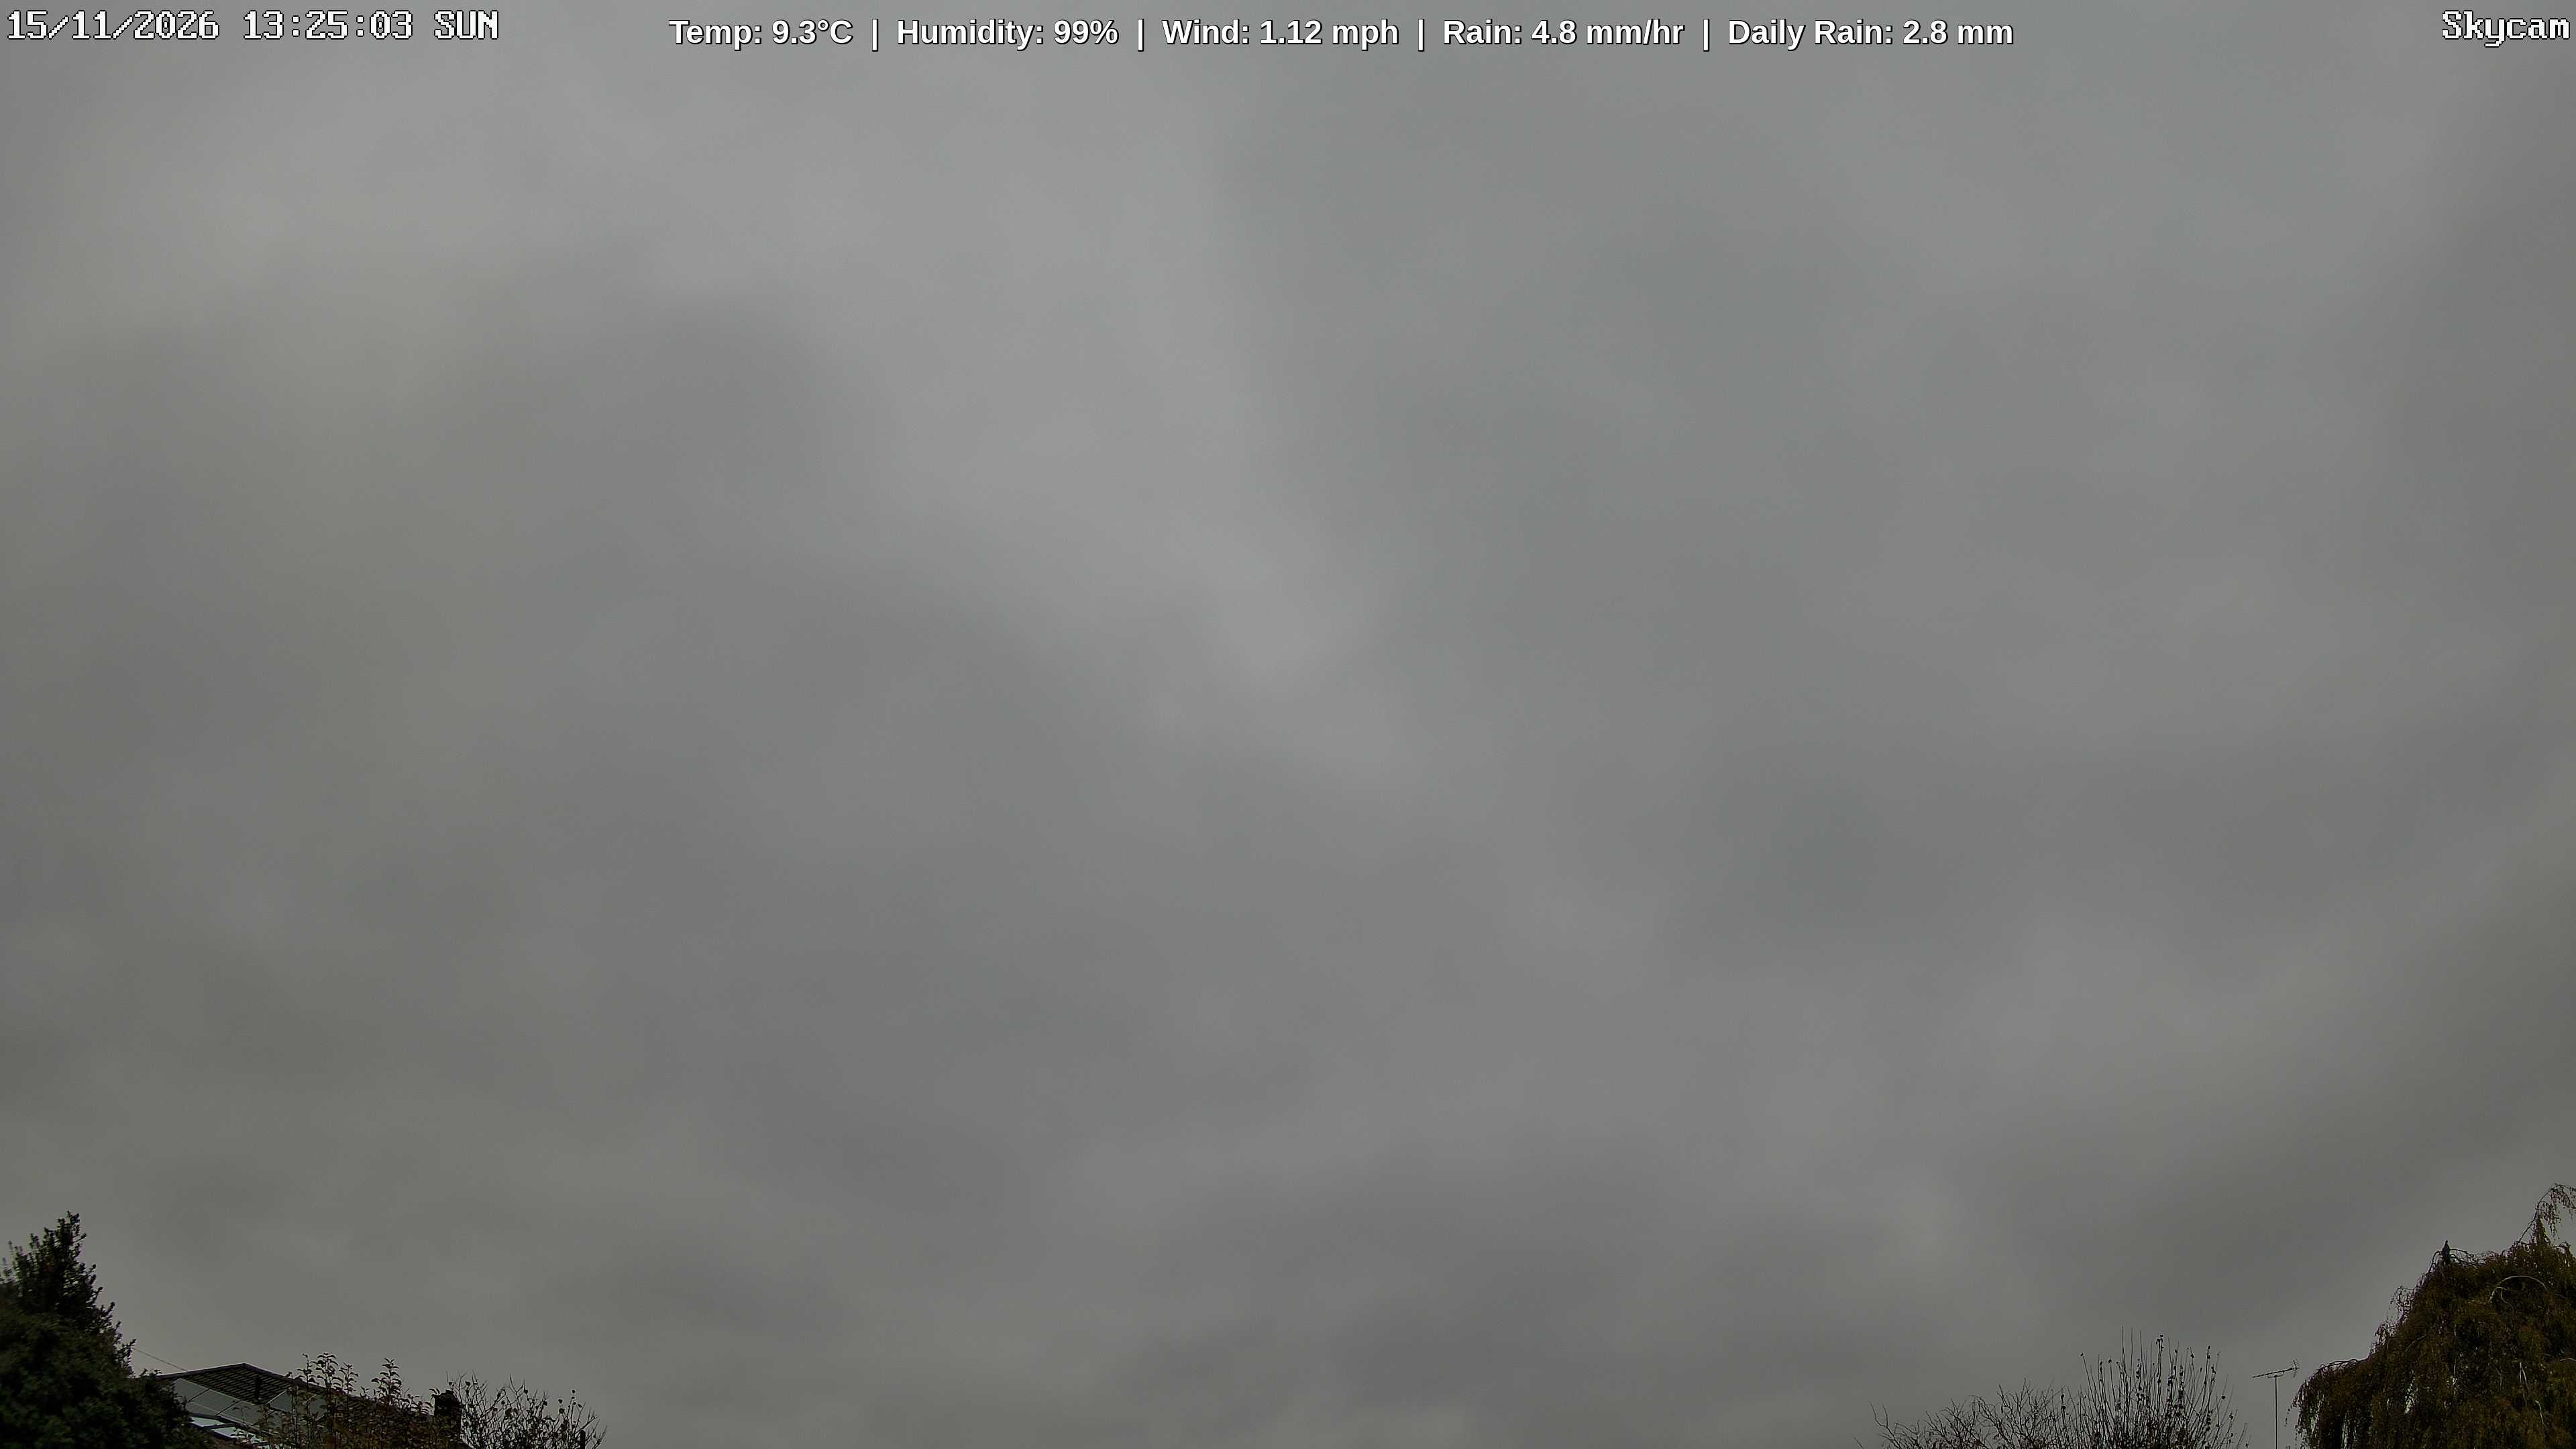 15/11/2026 13:25:03 SUN
Temp: 9.3°C | Humidity: 99% | Wind: 1.12 mph | Rain: 4.8 mm/hr | Daily Rain: 2.8 mm
Skycam